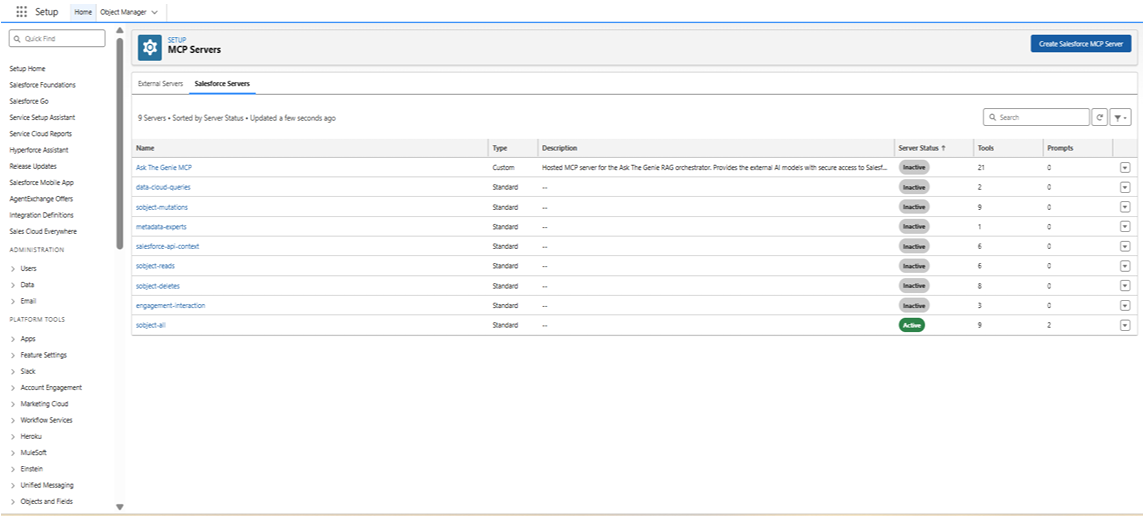 Setup Home Object Manager
Quick Find
Setup Home
Salesforce Foundations
Salesforce Go
Service Setup Assistant
Service Cloud Reports
Hyperforce Assistant
Release Updates
Salesforce Mobile App
AgentExchange Offers
Integration Definitions
Sales Cloud Everywhere
ADMINISTRATION
Users
Data
Email
PLATFORM TOOLS
Apps
Feature Settings
Slack
Account Engagement
Marketing Cloud
Workflow Services
Heroku
MuleSoft
Einstein
Unified Messaging
Objects and Fields
SETUP
MCP Servers
Create Salesforce MCP Server
External Servers Salesforce Servers
9 Servers • Sorted by Server Status • Updated a few seconds ago
Search
Name Type Description Server Status ↑ Tools Prompts
Ask The Genie MCP Custom Hosted MCP server for the Ask The Genie RAG orchestrator. Provides the external AI models with secure access to Salesf... Inactive 21 0
data-cloud-queries Standard -- Inactive 2 0
sobject-mutations Standard -- Inactive 9 0
metadata-experts Standard -- Inactive 1 0
salesforce-api-context Standard -- Inactive 6 0
sobject-reads Standard -- Inactive 6 0
sobject-deletes Standard -- Inactive 8 0
engagement-interaction Standard -- Inactive 3 0
sobject-all Standard -- Active 9 2